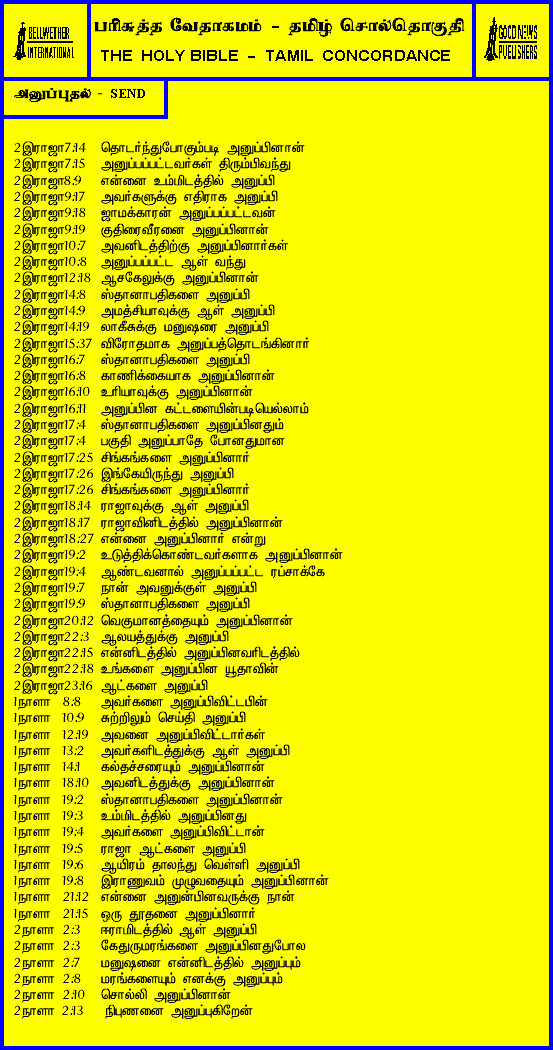 BELLWETHER
INTERNATIONAL
பரிசுத்த வேதாகமம் - தமிழ் சொல்தொகுதி
THE HOLY BIBLE - TAMIL CONCORDANCE
GOOD NEWS
PUBLISHERS
அனுப்புதல் - SEND
2இராஜா7:14 தொடர்ந்துபோகும்படி அனுப்பினான்
2இராஜா7:15 அனுப்பப்பட்டவர்கள் திரும்பிவந்து
2இராஜா8:9 என்னை உம்மிடத்தில் அனுப்பி
2இராஜா9:17 அவர்களுக்கு எதிராக அனுப்பி
2இராஜா9:18 ஜாமக்காரன் அனுப்பப்பட்டவன்
2இராஜா9:19 குதிரைவீரனை அனுப்பினான்
2இராஜா10:7 அவனிடத்திற்கு அனுப்பினார்கள்
2இராஜா10:8 அனுப்பப்பட்ட ஆள் வந்து
2இராஜா12:18 ஆசகேலுக்கு அனுப்பினான்
2இராஜா14:8 ஸ்தானாபதிகளை அனுப்பி
2இராஜா14:9 அமத்சியாவுக்கு ஆள் அனுப்பி
2இராஜா14:19 லாகீசுக்கு மனுஷரை அனுப்பி
2இராஜா15:37 விரோதமாக அனுப்பத்தொடங்கினார்
2இராஜா16:7 ஸ்தானாபதிகளை அனுப்பி
2இராஜா16:8 காணிக்கையாக அனுப்பினான்
2இராஜா16:10 உரியாவுக்கு அனுப்பினான்
2இராஜா16:11 அனுப்பின கட்டளையின்படியெல்லாம்
2இராஜா17:4 ஸ்தானாபதிகளை அனுப்பினதும்
2இராஜா17:4 பகுதி அனுப்பாதே போனதுமான
2இராஜா17:25 சிங்கங்களை அனுப்பினார்
2இராஜா17:26 இங்கேயிருந்து அனுப்பி
2இராஜா17:26 சிங்கங்களை அனுப்பினார்
2இராஜா18:14 ராஜாவுக்கு ஆள் அனுப்பி
2இராஜா18:17 ராஜாவினிடத்தில் அனுப்பினான்
2இராஜா18:27 என்னை அனுப்பினார் என்று
2இராஜா19:2 உடுத்திக்கொண்டவர்களாக அனுப்பினான்
2இராஜா19:4 ஆண்டவனால் அனுப்பப்பட்ட ரப்சாக்கே
2இராஜா19:7 நான் அவனுக்குள் அனுப்பி
2இராஜா19:9 ஸ்தானாபதிகளை அனுப்பி
2இராஜா20:12 வெகுமானத்தையும் அனுப்பினான்
2இராஜா22:3 ஆலயத்துக்கு அனுப்பி
2இராஜா22:15 என்னிடத்தில் அனுப்பினவரிடத்தில்
2இராஜா22:18 உங்களை அனுப்பின யூதாவின்
2இராஜா23:16 ஆட்களை அனுப்பி
1நாளா 8:8 அவர்களை அனுப்பிவிட்டபின்
1நாளா 10:9 சுற்றிலும் செய்தி அனுப்பி
1நாளா 12:19 அவனை அனுப்பிவிட்டார்கள்
1நாளா 13:2 அவர்களிடத்துக்கு ஆள் அனுப்பி
1நாளா 14:1 கல்தச்சரையும் அனுப்பினான்
1நாளா 18:10 அவனிடத்துக்கு அனுப்பினான்
1நாளா 19:2 ஸ்தானாபதிகளை அனுப்பினான்
1நாளா 19:3 உம்மிடத்தில் அனுப்பினது
1நாளா 19:4 அவர்களை அனுப்பிவிட்டான்
1நாளா 19:5 ராஜா ஆட்களை அனுப்பி
1நாளா 19:6 ஆயிரம் தாலந்து வெள்ளி அனுப்பி
1நாளா 19:8 இராணுவம் முழுவதையும் அனுப்பினான்
1நாளா 21:12 என்னை அனுன்பினவருக்கு நான்
1நாளா 21:15 ஒரு தூதனை அனுப்பினார்
2நாளா 2:3 ஈராமிடத்தில் ஆள் அனுப்பி
2நாளா 2:3 கேதுருமரங்களை அனுப்பினதுபோல
2நாளா 2:7 மனுஷனை என்னிடத்தில் அனுப்பும்
2நாளா 2:8 மரங்களையும் எனக்கு அனுப்பும்
2நாளா 2:10 சொல்லி அனுப்பினான்
2நாளா 2:13 நிபுணனை அனுப்புகிறேன்